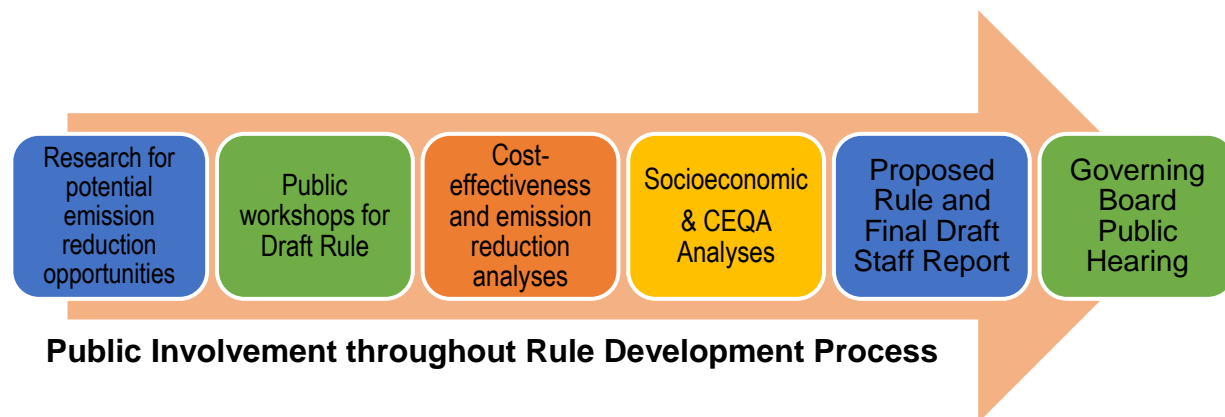 Research for
potential
emission
reduction
opportunities
Public
workshops for
Draft Rule
Cost-
effectiveness
and emission
reduction
analyses
Socioeconomic
& CEQA
Analyses
Proposed
Rule and
Final Draft
Staff Report
Governing
Board
Public
Hearing
Public Involvement throughout Rule Development Process